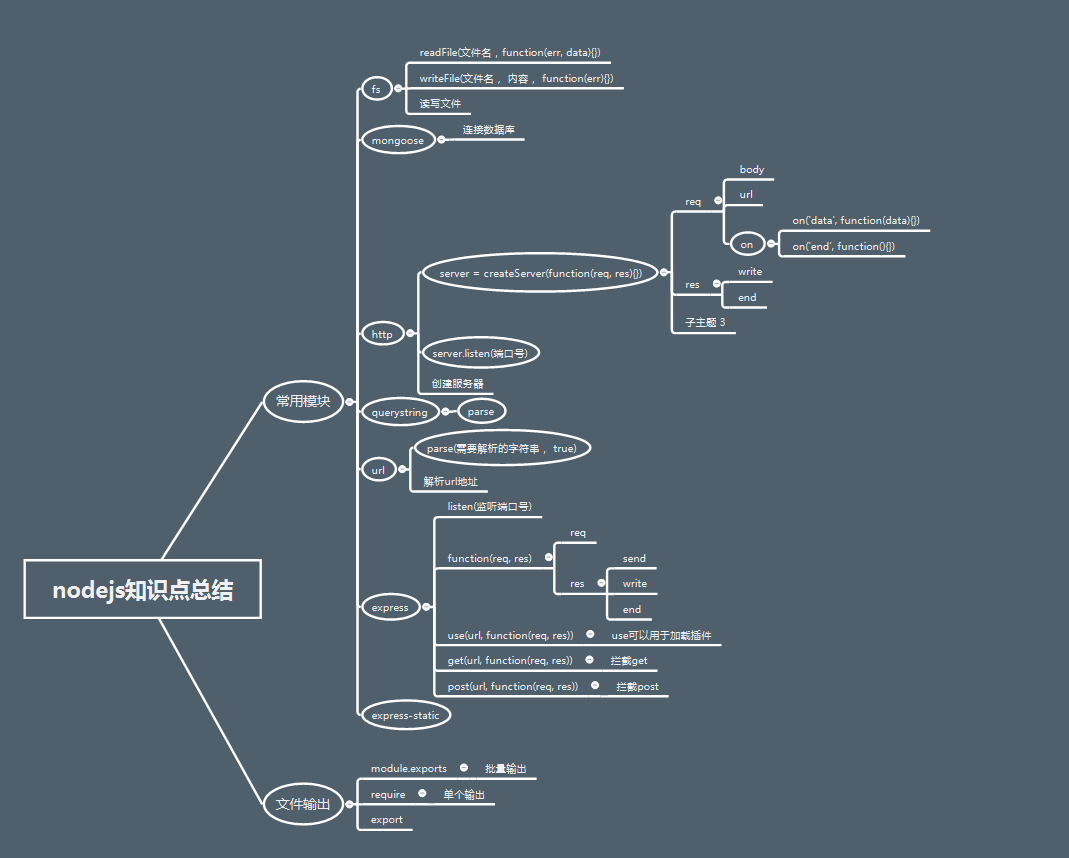 readFile(文件名，function(err, data){})
writeFile(文件名， 内容， function(err){})
fs
读写文件
连接数据库
mongoose
body
url
req
on('data', function(data){})
on
on('end', function(){})
server = createServer(function(req, res){})
write
res
end
子主题 3
http
server.listen(端口号)
创建服务器
常用模块
querystring
parse
parse(需要解析的字符串， true)
url
解析url地址
listen(监听端口号)
req
function(req, res)
send
res
write
end
nodejs知识点总结
express
use(url, function(req, res))
use可以用于加载插件
get(url, function(req, res))
拦截get
post(url, function(req, res))
拦截post
express-static
module.exports
批量输出
require
单个输出
文件输出
export